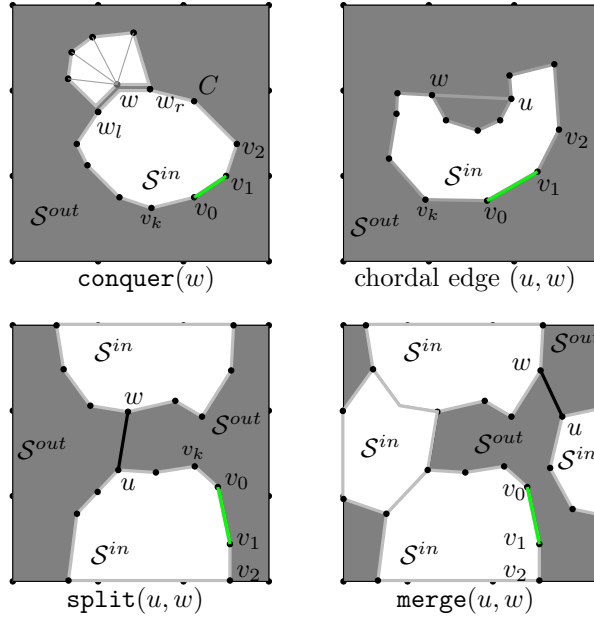 C
w
w_r
w_l
v_2
S^{in}
v_1
v_0
v_k
S^{out}
conquer(w)
w
u
v_2
S^{in}
v_1
v_k
v_0
S^{out}
chordal edge (u, w)
S^{in}
w
S^{out}
S^{out}
v_k
u
v_0
v_1
S^{in}
v_2
split(u, w)
S^{out}
S^{in}
w
u
S^{in}
S^{out}
S^{in}
v_0
v_1
S^{in}
v_2
merge(u, w)